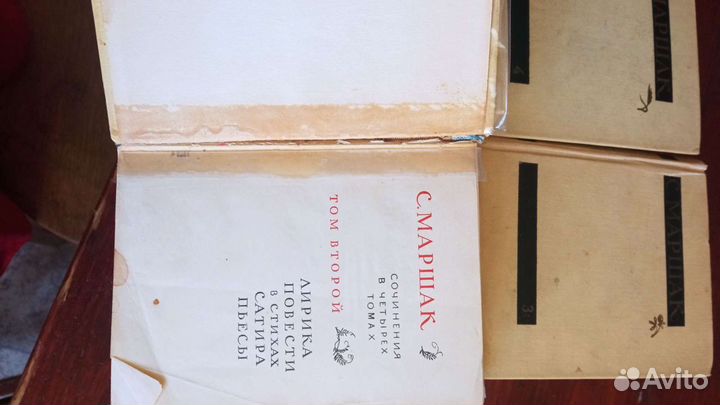 С. МАРШАК
СОЧИНЕНИЯ
В ЧЕТЫРЕХ
ТОМАХ
ТОМ ВТОРОЙ
ЛИРИКА
ПОВЕСТИ
В СТИХАХ
САТИРА
ПЬЕСЫ
МАРШАК
4
МАРШАК
3
Avito